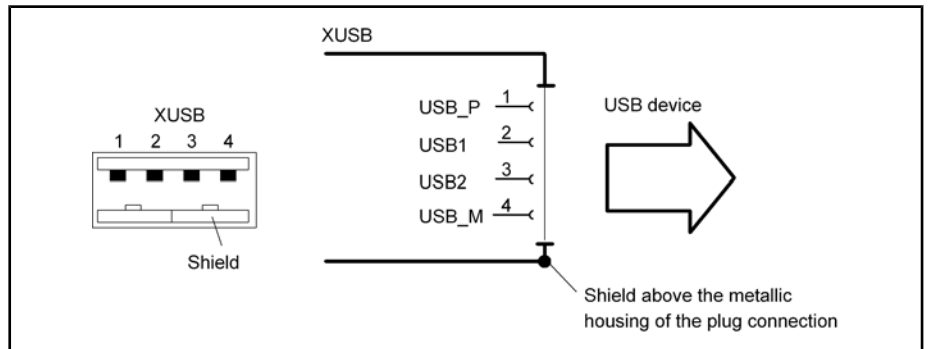 XUSB
1 2 3 4
Shield
XUSB
USB_P 1
USB1 2
USB2 3
USB_M 4
USB device
Shield above the metallic
housing of the plug connection